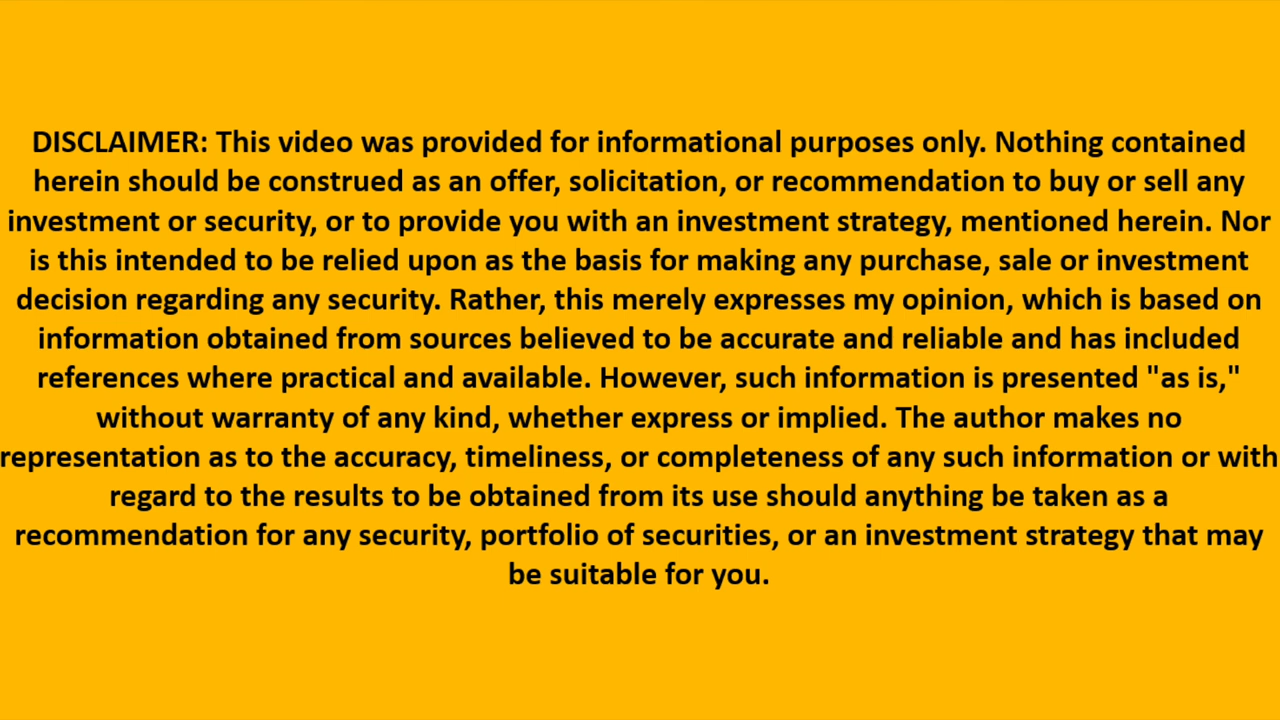 DISCLAIMER: This video was provided for informational purposes only. Nothing contained
herein should be construed as an offer, solicitation, or recommendation to buy or sell any
investment or security, or to provide you with an investment strategy, mentioned herein. Nor
is this intended to be relied upon as the basis for making any purchase, sale or investment
decision regarding any security. Rather, this merely expresses my opinion, which is based on
information obtained from sources believed to be accurate and reliable and has included
references where practical and available. However, such information is presented "as is,"
without warranty of any kind, whether express or implied. The author makes no
representation as to the accuracy, timeliness, or completeness of any such information or with
regard to the results to be obtained from its use should anything be taken as a
recommendation for any security, portfolio of securities, or an investment strategy that may
be suitable for you.